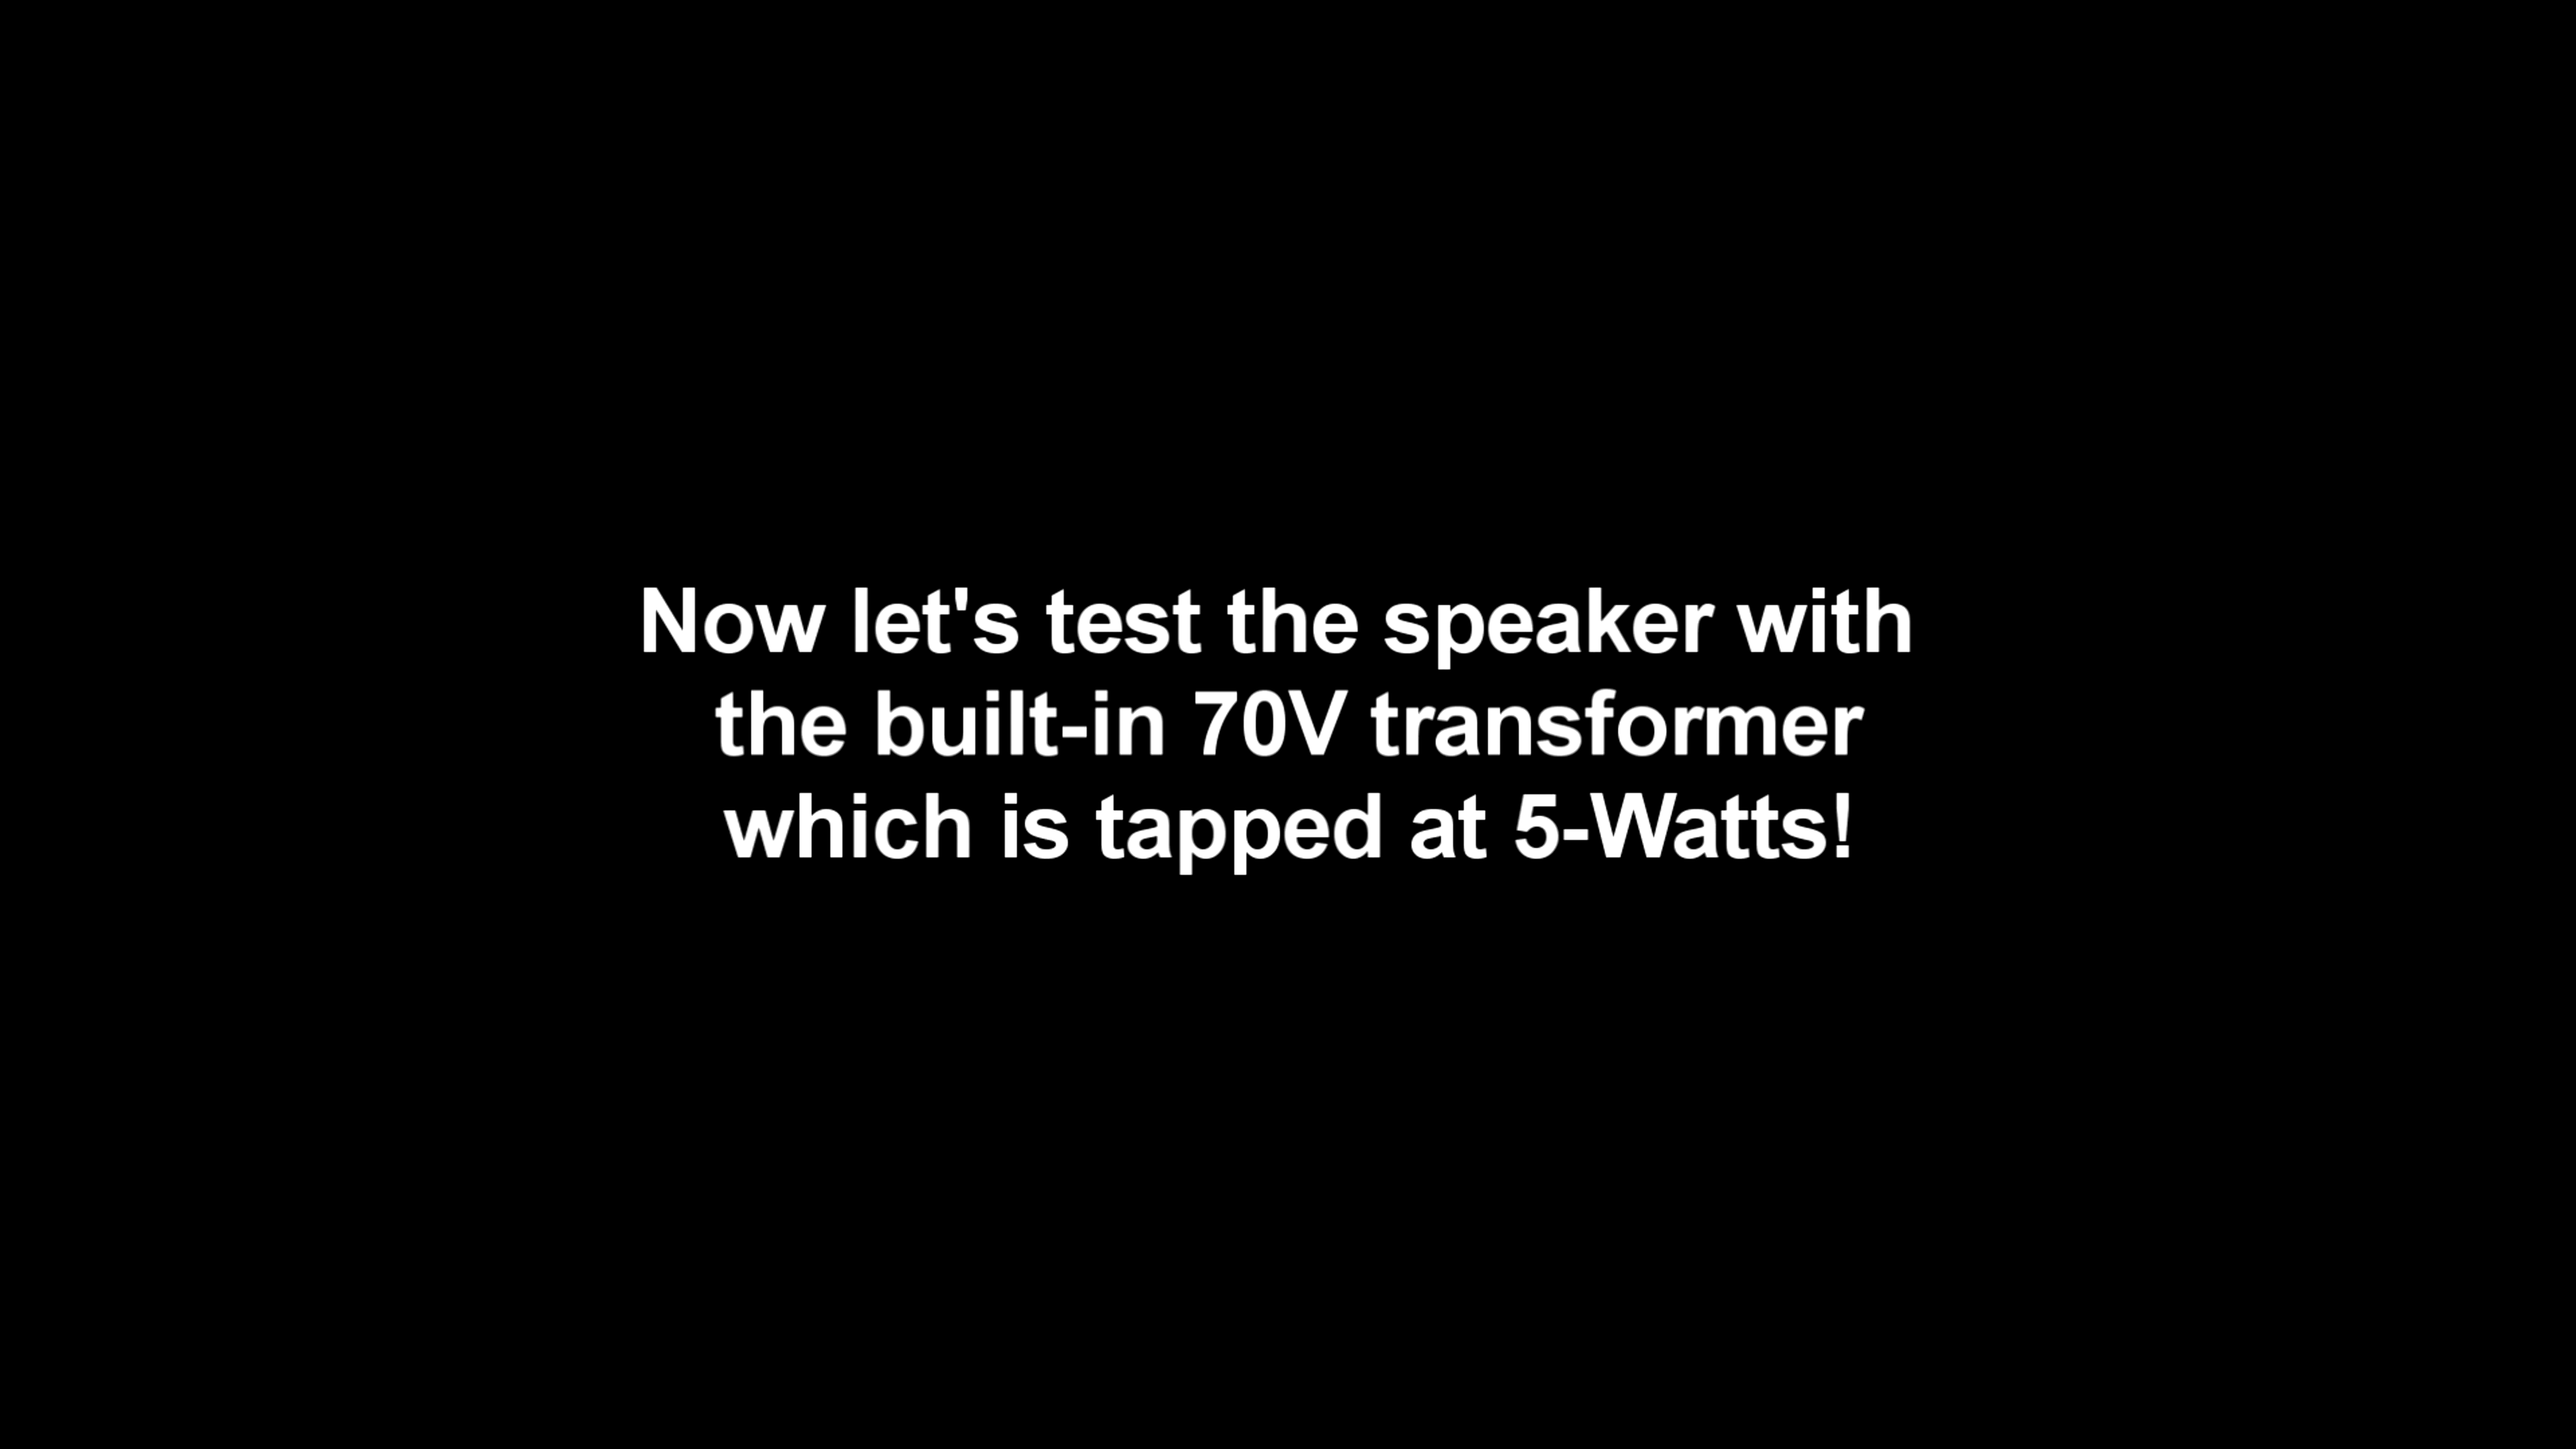 Now let's test the speaker with
the built-in 70V transformer
which is tapped at 5-Watts!